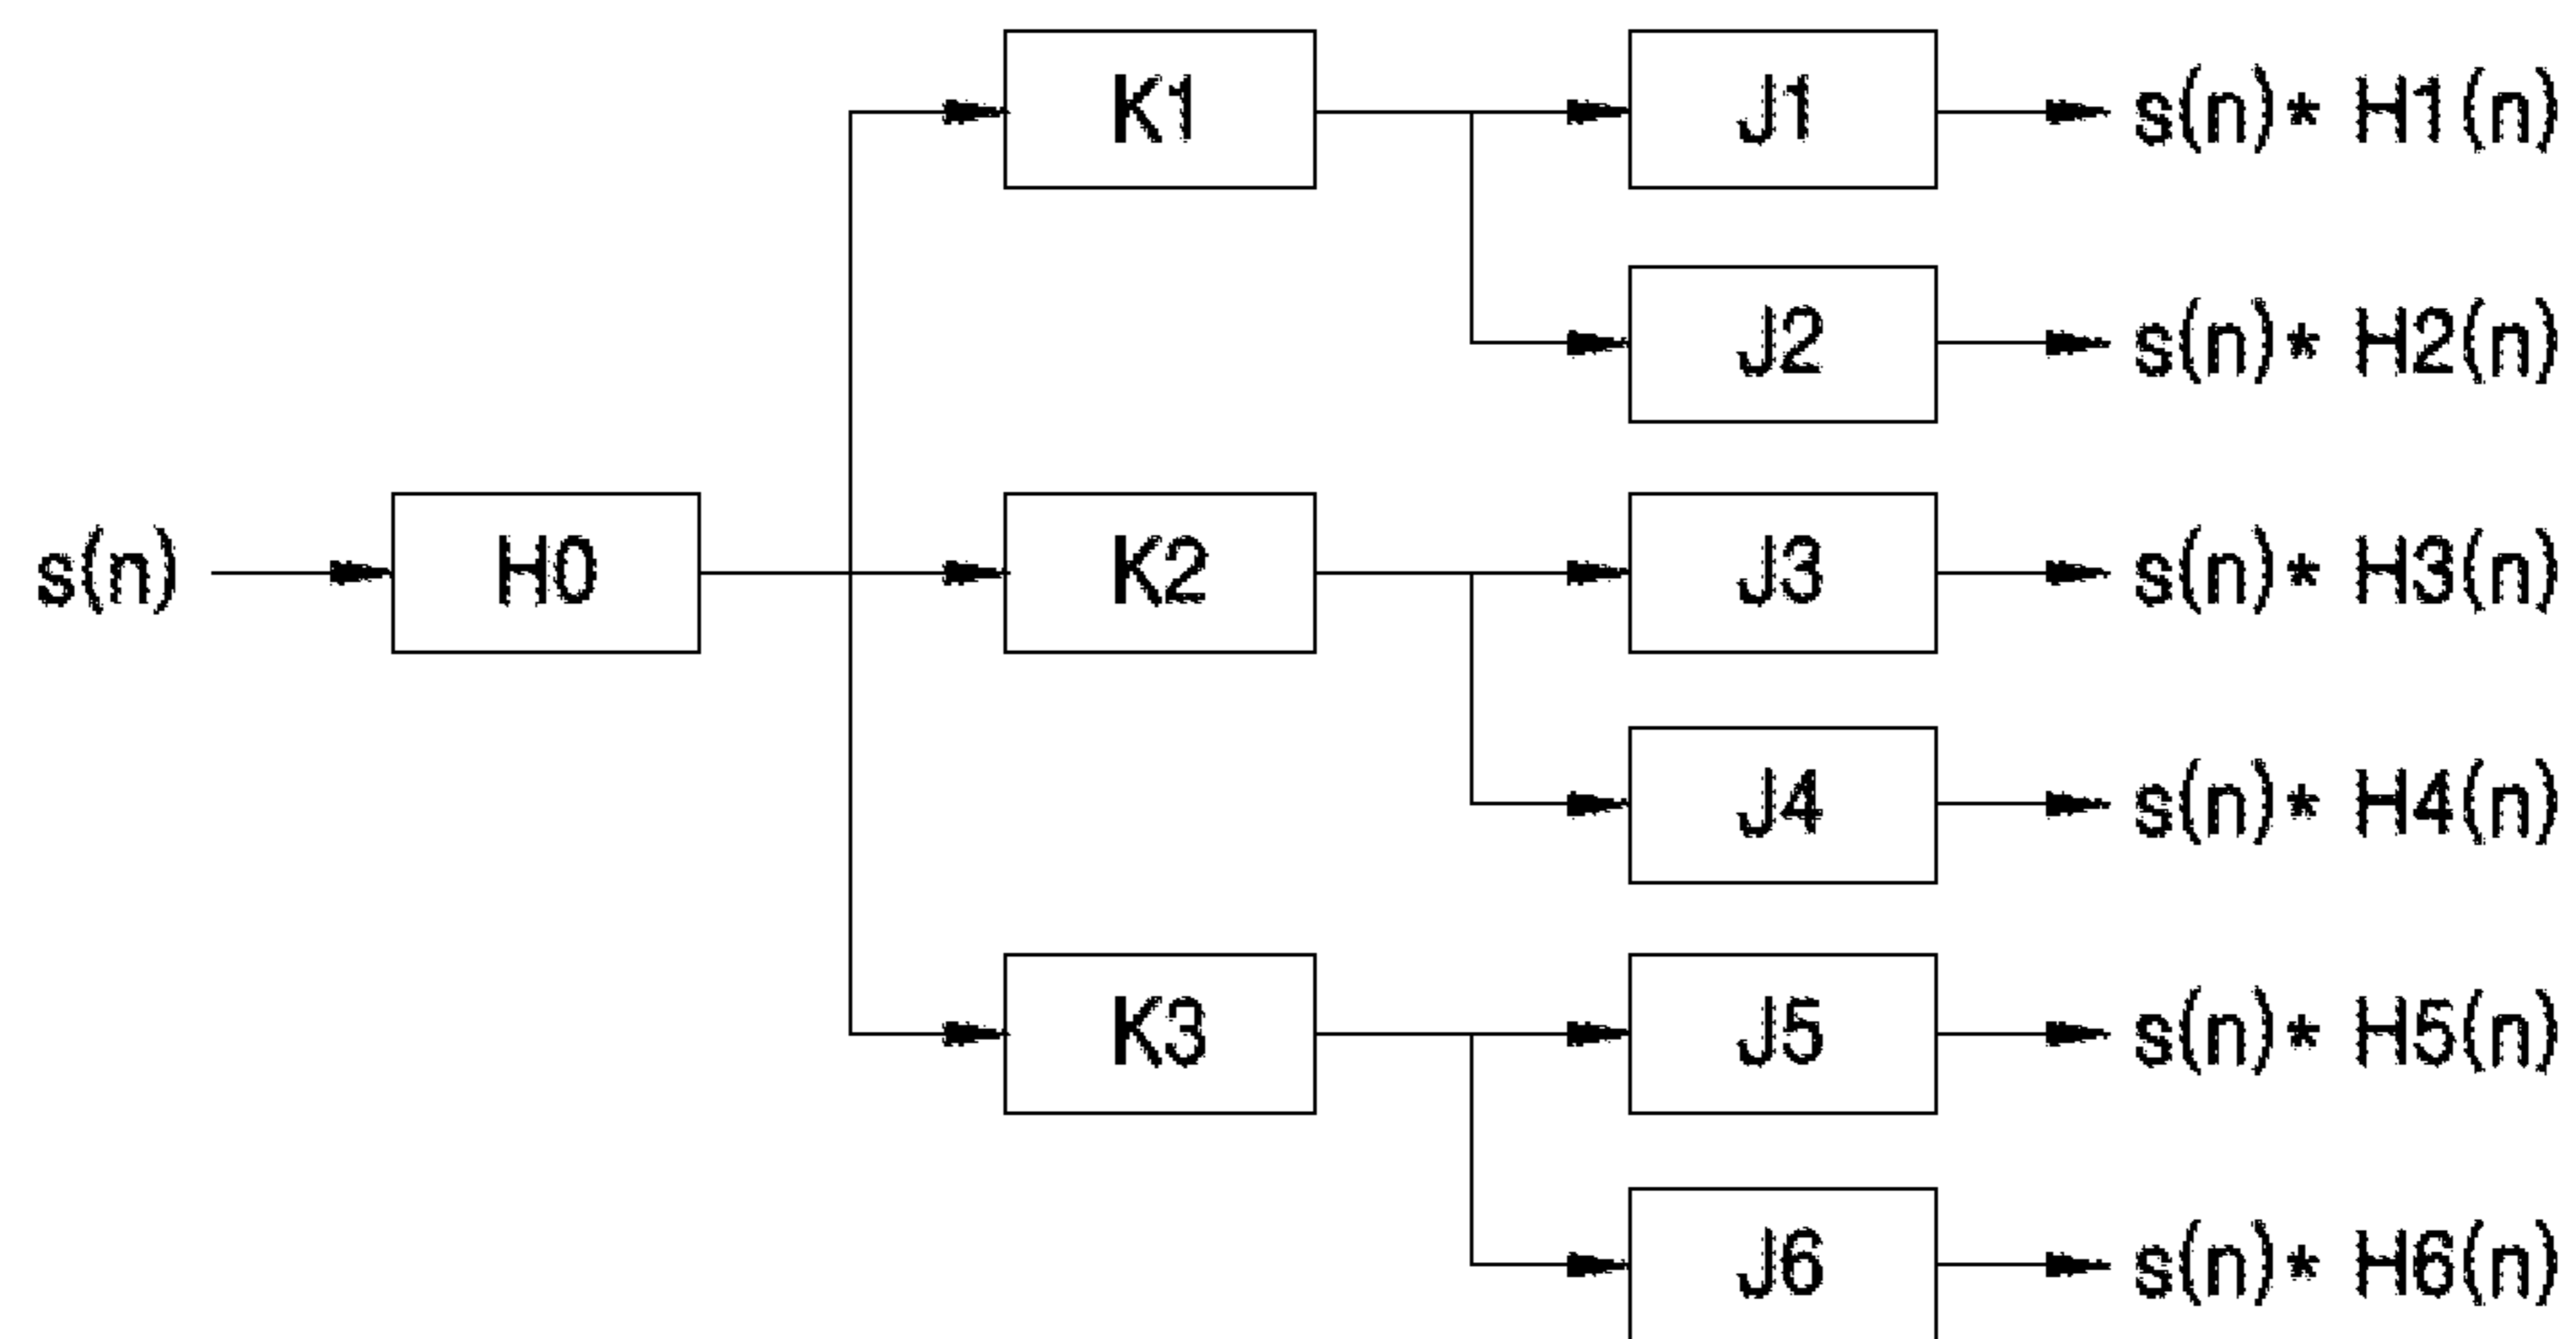 K1
J1
s(n)* H1(n)
J2
s(n)* H2(n)
s(n)
H0
K2
J3
s(n)* H3(n)
J4
s(n)* H4(n)
K3
J5
s(n)* H5(n)
J6
s(n)* H6(n)